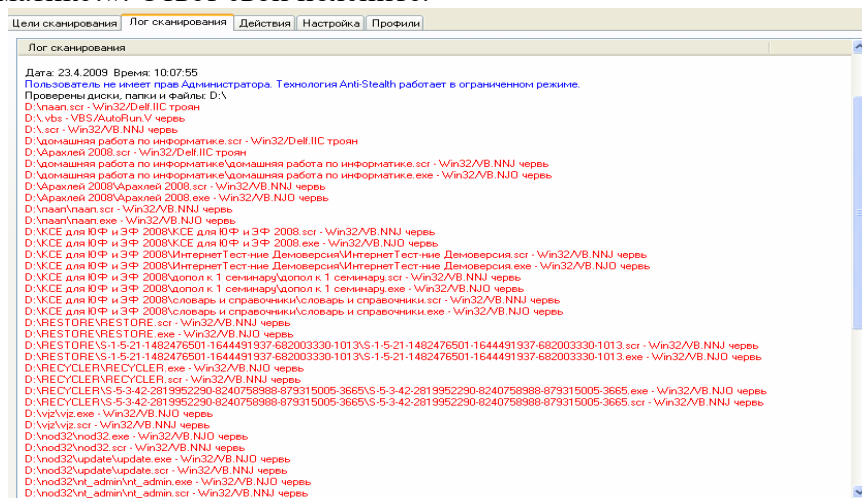 Цели сканирования Лог сканирования Действия Настройка Профили
Лог сканирования
Дата: 23.4.2009 Время: 10:07:55
Пользователь не имеет прав Администратора. Технология Anti-Stealth работает в ограниченном режиме.
Проверены диски, папки и файлы: D:\
D:\паап.scr - Win32/Delf.IIC троян
D:\.vbs - VBS/AutoRun.V червь
D:\.scr - Win32/VB.NNJ червь
D:\домашняя работа по информатике.scr - Win32/Delf.IIC троян
D:\Арахлей 2008.scr - Win32/Delf.IIC троян
D:\домашняя работа по информатике\домашняя работа по информатике.scr - Win32/VB.NNJ червь
D:\домашняя работа по информатике\домашняя работа по информатике.exe - Win32/VB.NJO червь
D:\Арахлей 2008\Арахлей 2008.scr - Win32/VB.NNJ червь
D:\Арахлей 2008\Арахлей 2008.exe - Win32/VB.NJO червь
D:\паап\паап.scr - Win32/VB.NNJ червь
D:\паап\паап.exe - Win32/VB.NJO червь
D:\КСЕ для ЮФ и ЭФ 2008\КСЕ для ЮФ и ЭФ 2008.scr - Win32/VB.NNJ червь
D:\КСЕ для ЮФ и ЭФ 2008\КСЕ для ЮФ и ЭФ 2008.exe - Win32/VB.NJO червь
D:\КСЕ для ЮФ и ЭФ 2008\ИнтернетТест-ние Демоверсия\ИнтернетТест-ние Демоверсия.scr - Win32/VB.NNJ червь
D:\КСЕ для ЮФ и ЭФ 2008\ИнтернетТест-ние Демоверсия\ИнтернетТест-ние Демоверсия.exe - Win32/VB.NJO червь
D:\КСЕ для ЮФ и ЭФ 2008\допол к 1 семинару\допол к 1 семинару.scr - Win32/VB.NNJ червь
D:\КСЕ для ЮФ и ЭФ 2008\допол к 1 семинару\допол к 1 семинару.exe - Win32/VB.NJO червь
D:\КСЕ для ЮФ и ЭФ 2008\словарь и справочники\словарь и справочники.scr - Win32/VB.NNJ червь
D:\КСЕ для ЮФ и ЭФ 2008\словарь и справочники\словарь и справочники.exe - Win32/VB.NJO червь
D:\RESTORE\RESTORE.scr - Win32/VB.NNJ червь
D:\RESTORE\RESTORE.exe - Win32/VB.NJO червь
D:\RESTORE\S-1-5-21-1482476501-1644491937-682003330-1013\S-1-5-21-1482476501-1644491937-682003330-1013.scr - Win32/VB.NNJ червь
D:\RESTORE\S-1-5-21-1482476501-1644491937-682003330-1013\S-1-5-21-1482476501-1644491937-682003330-1013.exe - Win32/VB.NJO червь
D:\RECYCLER\RECYCLER.exe - Win32/VB.NJO червь
D:\RECYCLER\RECYCLER.scr - Win32/VB.NNJ червь
D:\RECYCLER\S-5-3-42-2819952290-8240758988-879315005-3665\S-5-3-42-2819952290-8240758988-879315005-3665.exe - Win32/VB.NJO червь
D:\RECYCLER\S-5-3-42-2819952290-8240758988-879315005-3665\S-5-3-42-2819952290-8240758988-879315005-3665.scr - Win32/VB.NNJ червь
D:\vjz\vjz.exe - Win32/VB.NJO червь
D:\vjz\vjz.scr - Win32/VB.NNJ червь
D:\nod32\nod32.exe - Win32/VB.NJO червь
D:\nod32\nod32.scr - Win32/VB.NNJ червь
D:\nod32\update\update.exe - Win32/VB.NJO червь
D:\nod32\update\update.scr - Win32/VB.NNJ червь
D:\nod32\nt_admin\nt_admin.exe - Win32/VB.NJO червь
D:\nod32\nt_admin\nt_admin.scr - Win32/VB.NNJ червь